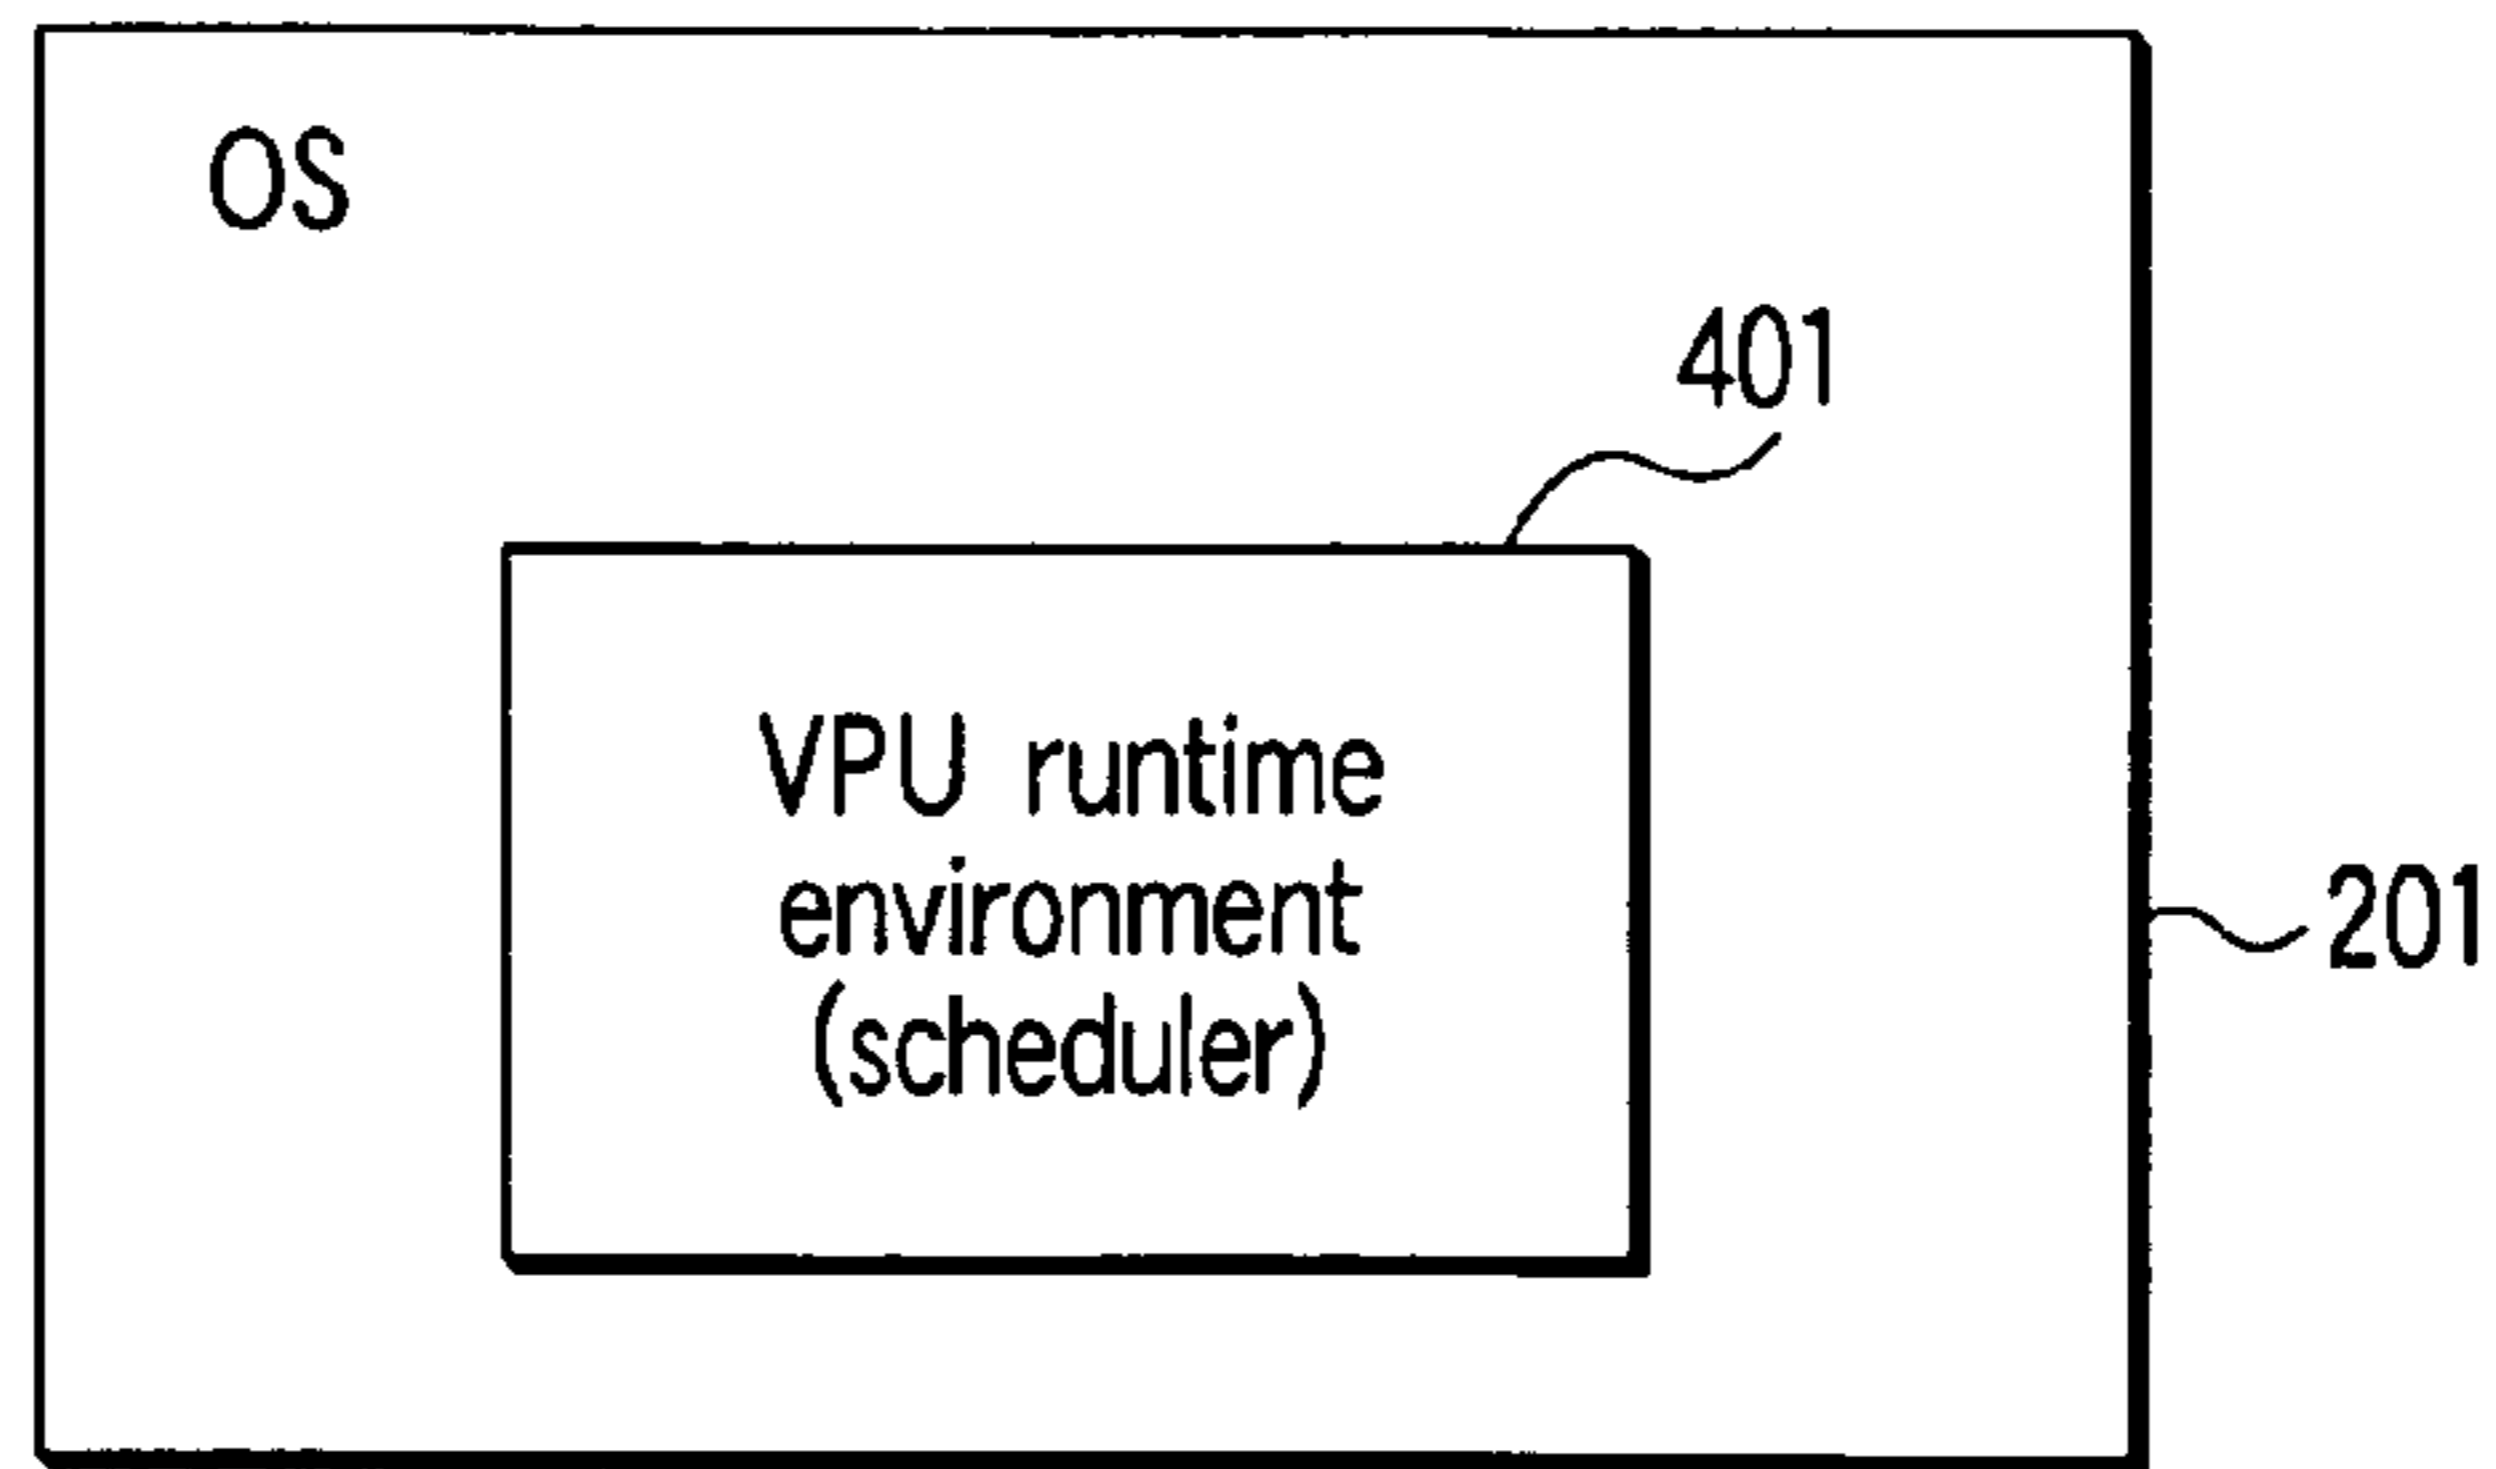 OS
401
VPU runtime
environment
(scheduler)
201